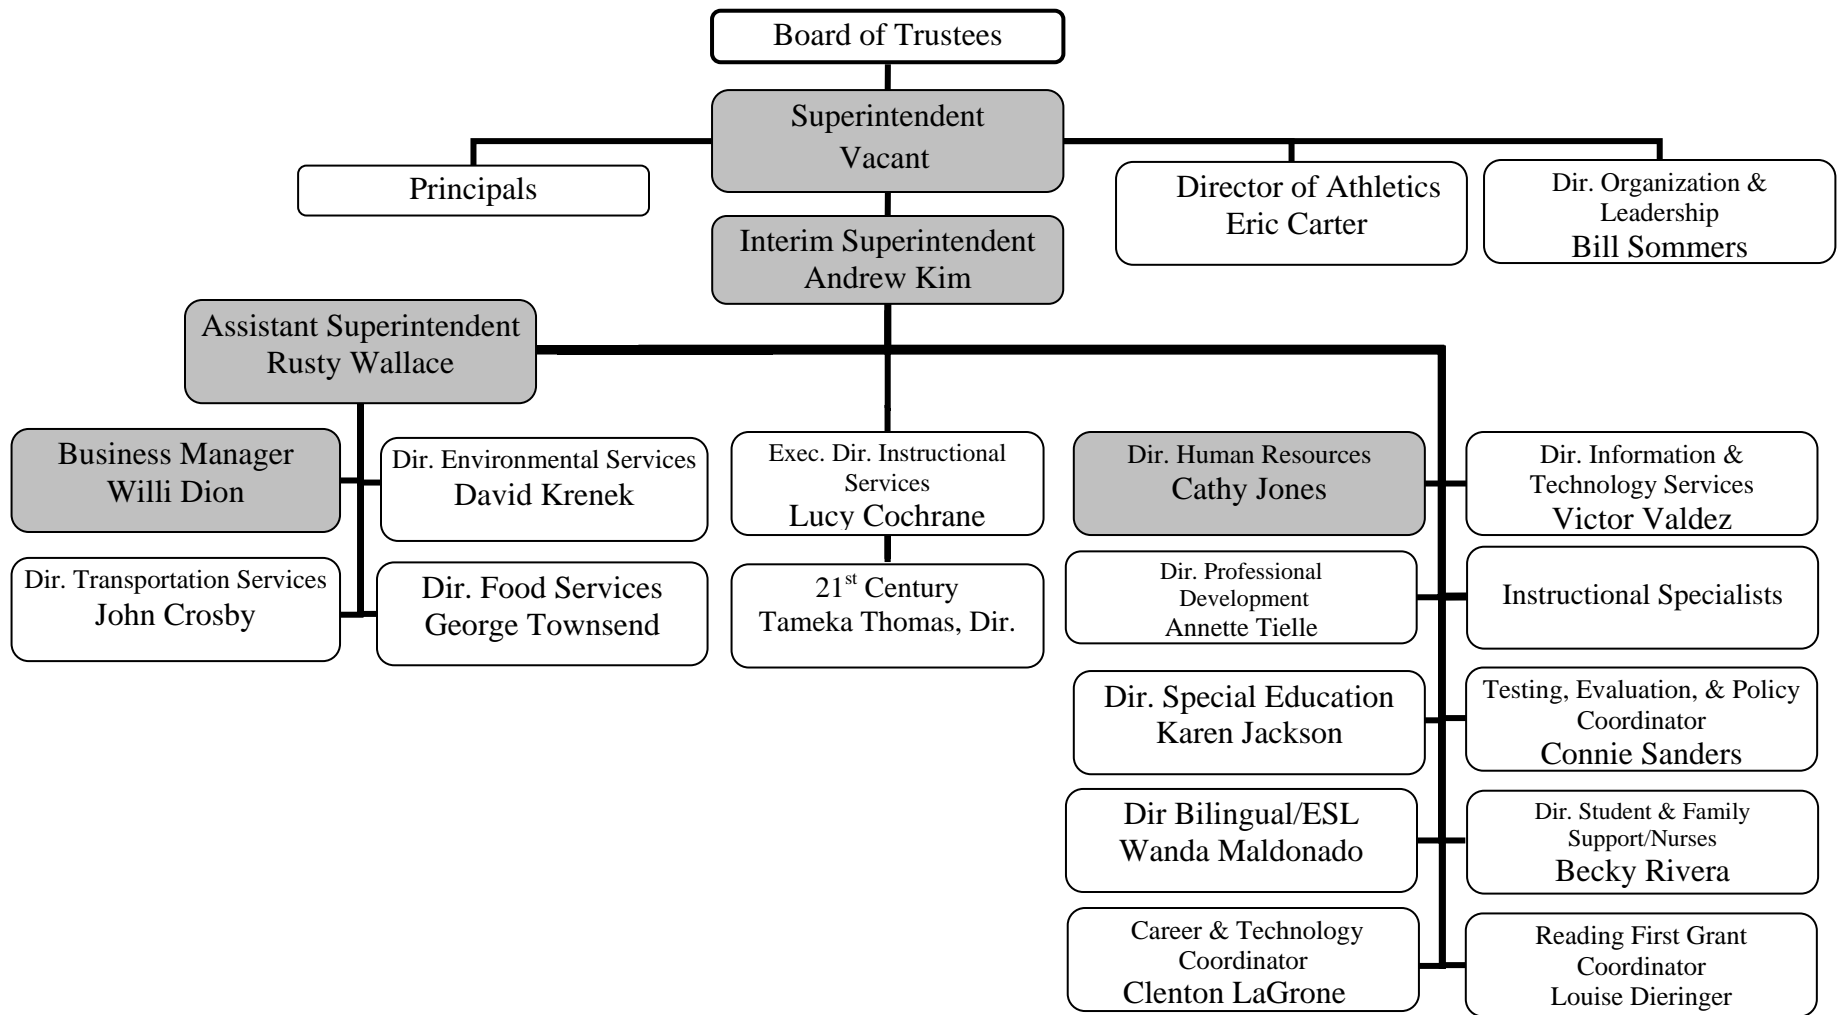 Board of Trustees
Superintendent
Vacant
Principals
Director of Athletics
Eric Carter
Dir. Organization &
Leadership
Bill Sommers
Interim Superintendent
Andrew Kim
Assistant Superintendent
Rusty Wallace
Business Manager
Willi Dion
Dir. Environmental Services
David Krenek
Exec. Dir. Instructional
Services
Lucy Cochrane
Dir. Human Resources
Cathy Jones
Dir. Information &
Technology Services
Victor Valdez
Dir. Transportation Services
John Crosby
Dir. Food Services
George Townsend
21st Century
Tameka Thomas, Dir.
Dir. Professional
Development
Annette Tielle
Instructional Specialists
Dir. Special Education
Karen Jackson
Testing, Evaluation, & Policy
Coordinator
Connie Sanders
Dir Bilingual/ESL
Wanda Maldonado
Dir. Student & Family
Support/Nurses
Becky Rivera
Career & Technology
Coordinator
Clenton LaGrone
Reading First Grant
Coordinator
Louise Dieringer